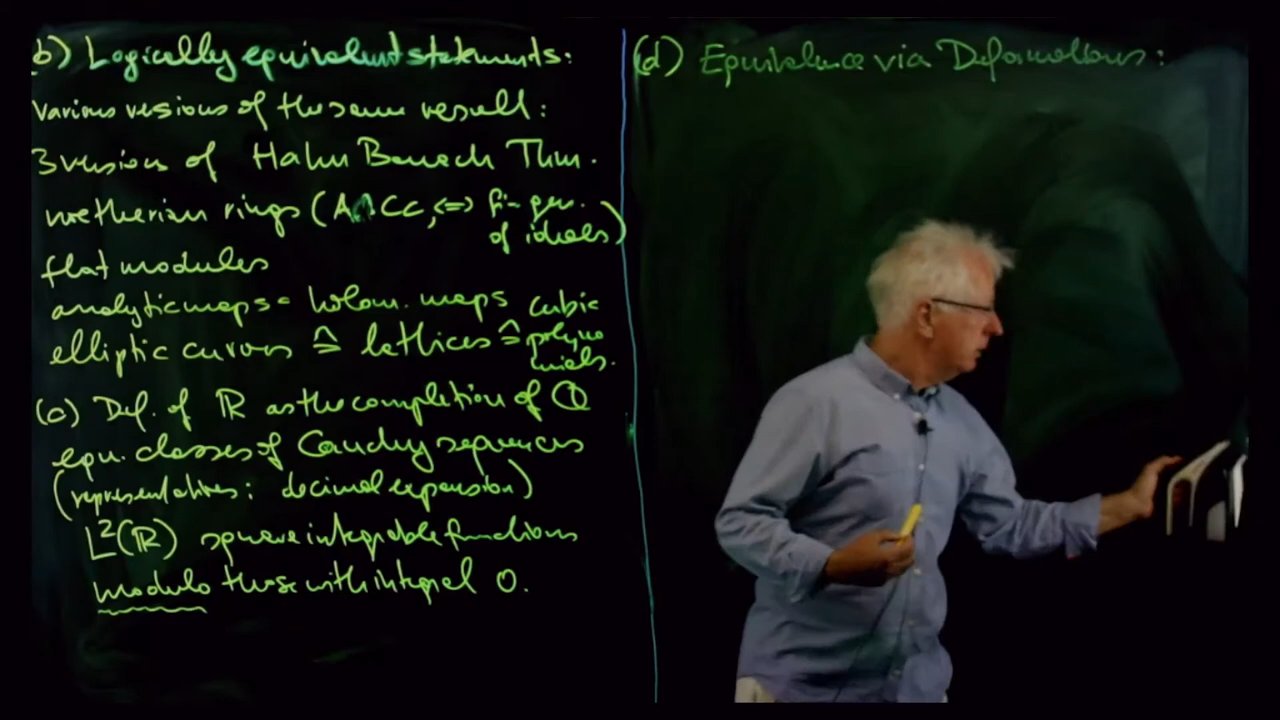 b) Logically equivalent statements:
various versions of the same result:
3 versions of Hahn Banach Thm.
noetherian rings (ACC, <=> fi-gen. of ideals)
flat modules
analytic maps = holom. maps
elliptic curves ≙ lattices ≙ cubic polynomials.
(c) Def. of ℝ as the completion of ℚ
equ. classes of Cauchy sequences
(representatives: decimal expansion)
L²(ℝ) square integrable functions
modulo those with integral 0.
(d) Equivalence via Deformations: